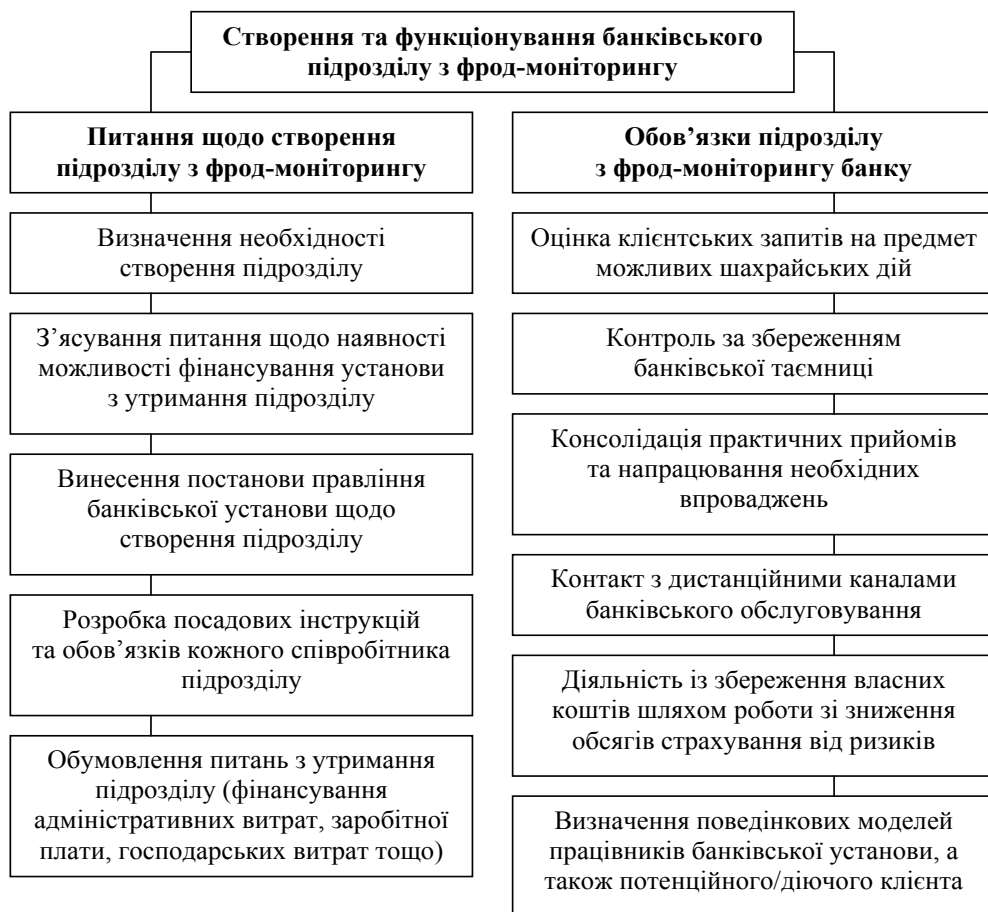 Створення та функціонування банківського
підрозділу з фрод-моніторингу
Питання щодо створення
підрозділу з фрод-моніторингу
Визначення необхідності
створення підрозділу
З’ясування питання щодо наявності
можливості фінансування установи
з утримання підрозділу
Винесення постанови правління
банківської установи щодо
створення підрозділу
Розробка посадових інструкцій
та обов’язків кожного співробітника
підрозділу
Обумовлення питань з утримання
підрозділу (фінансування
адміністративних витрат, заробітної
плати, господарських витрат тощо)
Обов’язки підрозділу
з фрод-моніторингу банку
Оцінка клієнтських запитів на предмет
можливих шахрайських дій
Контроль за збереженням
банківської таємниці
Консолідація практичних прийомів
та напрацювання необхідних
впроваджень
Контакт з дистанційними каналами
банківського обслуговування
Діяльність із збереження власних
коштів шляхом роботи зі зниження
обсягів страхування від ризиків
Визначення поведінкових моделей
працівників банківської установи, а
також потенційного/діючого клієнта